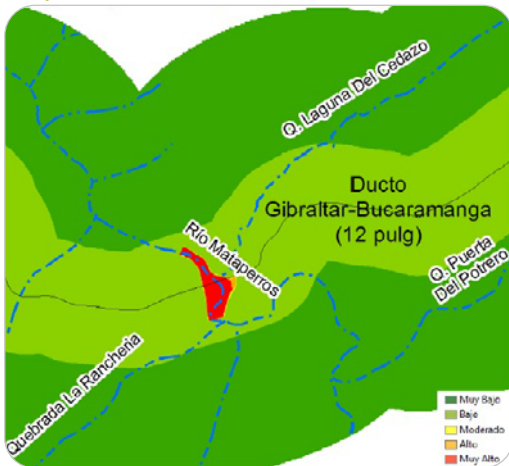 Q. Laguna Del Cedazo
Ducto
Gibraltar-Bucaramanga
(12 pulg)
Río Mataperros
Q. Puerta
Del Potrero
Quebrada La Rancheria
Muy Bajo
Bajo
Moderado
Alto
Muy Alto